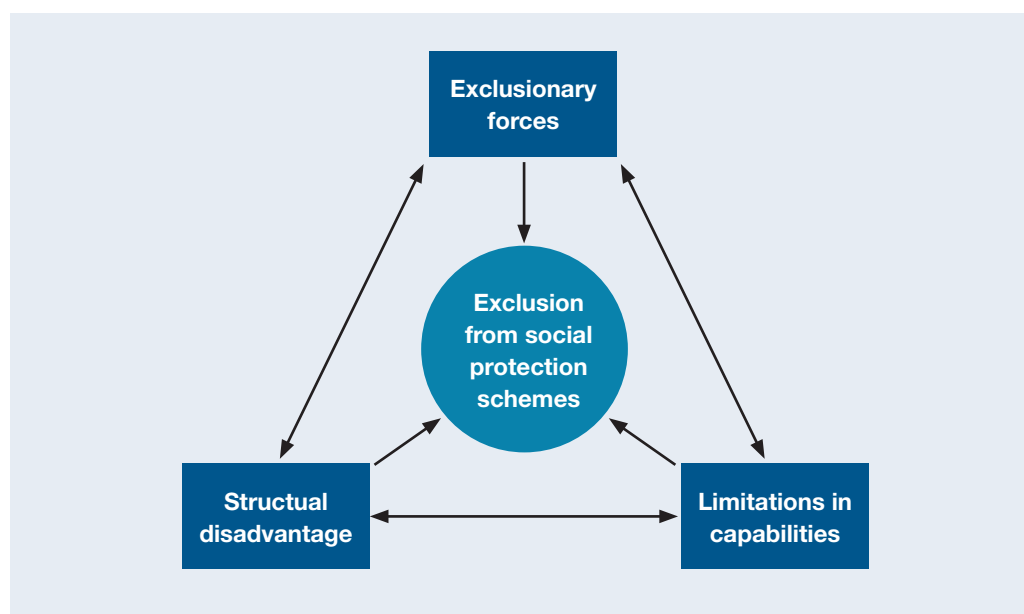 Exclusionary
forces
Exclusion
from social
protection
schemes
Structual
disadvantage
Limitations in
capabilities